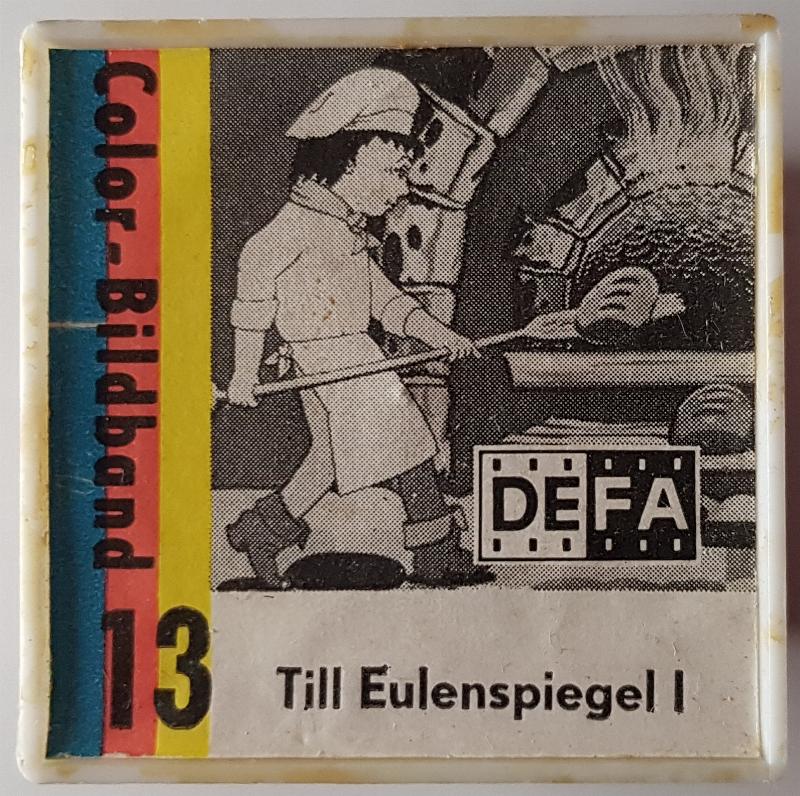 Color-Bildband
13
DEFA
Till Eulenspiegel I